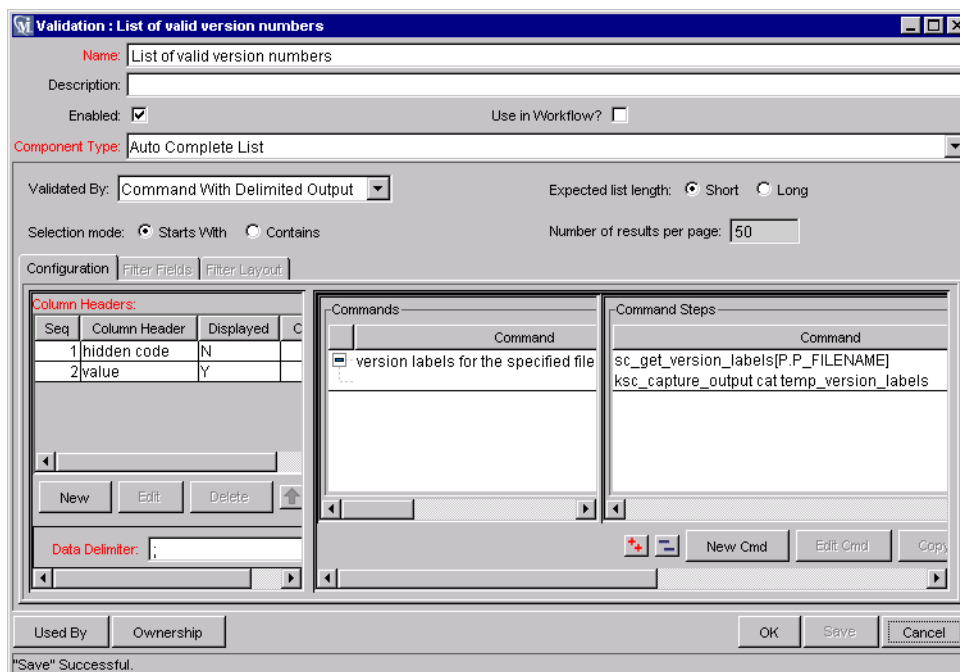 Validation : List of valid version numbers
Name: List of valid version numbers
Description:
Enabled: Use in Workflow?
Component Type: Auto Complete List
Validated By: Command With Delimited Output Expected list length: Short Long
Selection mode: Starts With Contains Number of results per page: 50
Configuration Filter Fields Filter Layout
Column Headers: Commands Command Steps
Seq Column Header Displayed C Command Command
1 hidden code N version labels for the specified file sc_get_version_labels[P.P_FILENAME]
2 value Y ksc_capture_output cat temp_version_labels
New Edit Delete
Data Delimiter: ; New Cmd Edit Cmd Copy
Used By Ownership OK Save Cancel
"Save" Successful.